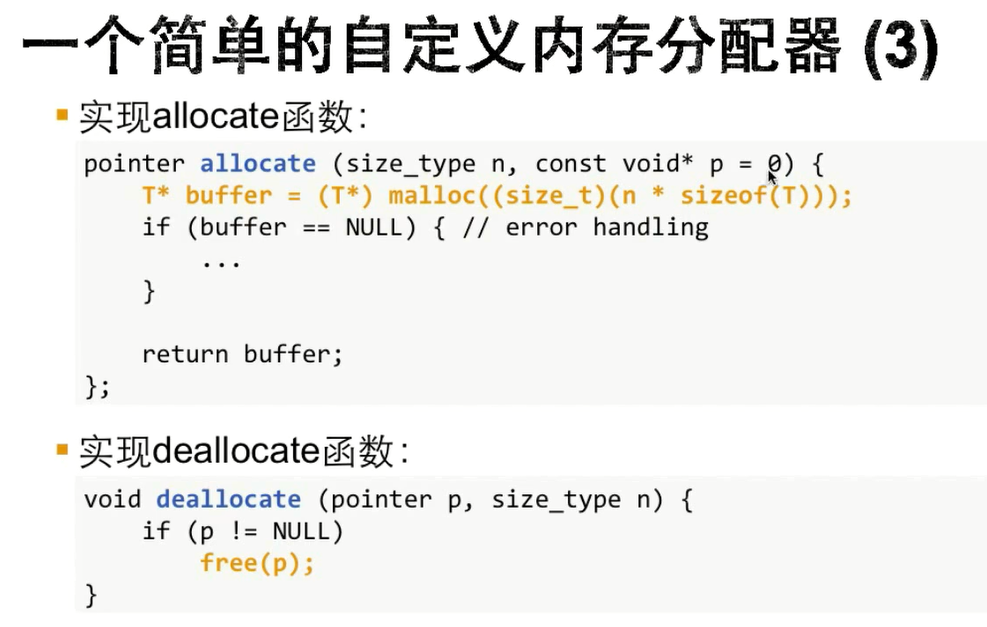 一个简单的自定义内存分配器 (3)
实现allocate函数：
pointer allocate (size_type n, const void* p = 0) {
    T* buffer = (T*) malloc((size_t)(n * sizeof(T)));
    if (buffer == NULL) { // error handling
        ...
    }
    return buffer;
};
实现deallocate函数：
void deallocate (pointer p, size_type n) {
    if (p != NULL)
        free(p);
}